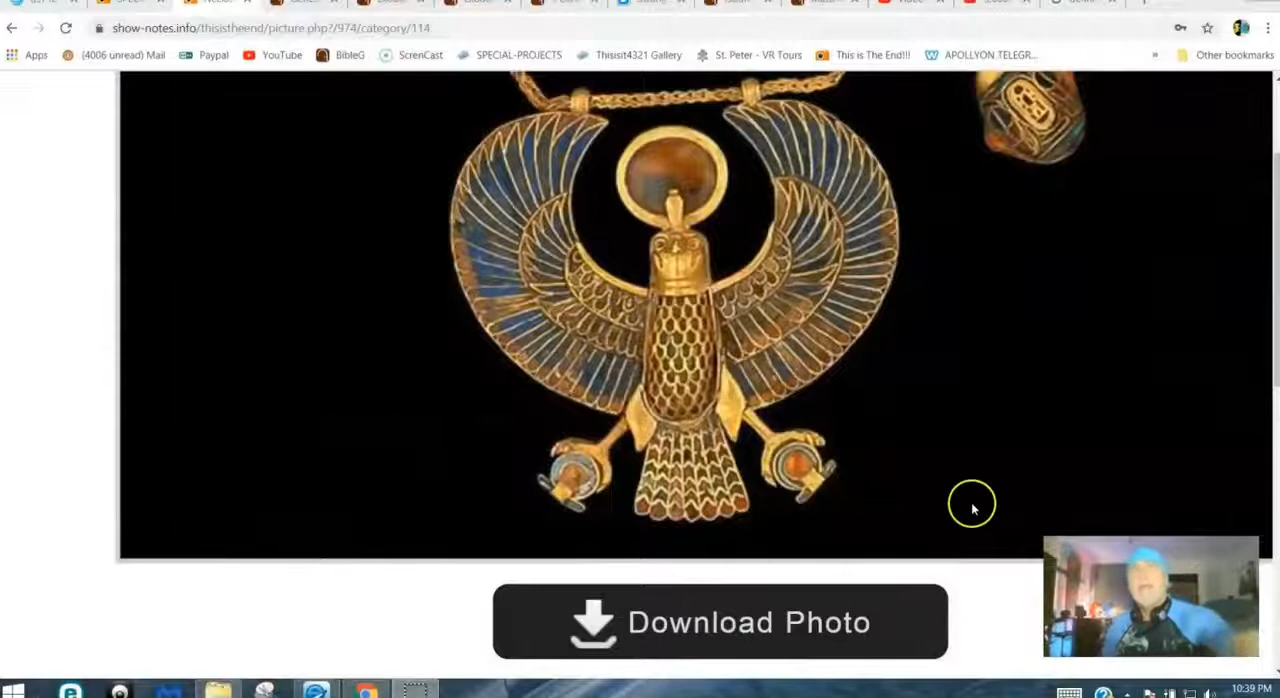 show-notes.info/thisistheend/picture.php?/974/category/114
Apps (4006 unread) Mail Paypal YouTube BibleG ScrenCast SPECIAL-PROJECTS Thisisit4321 Gallery St. Peter - VR Tours This is The End!!! APOLLYON TELEGR... » Other bookmarks
Download Photo
10:39 PM